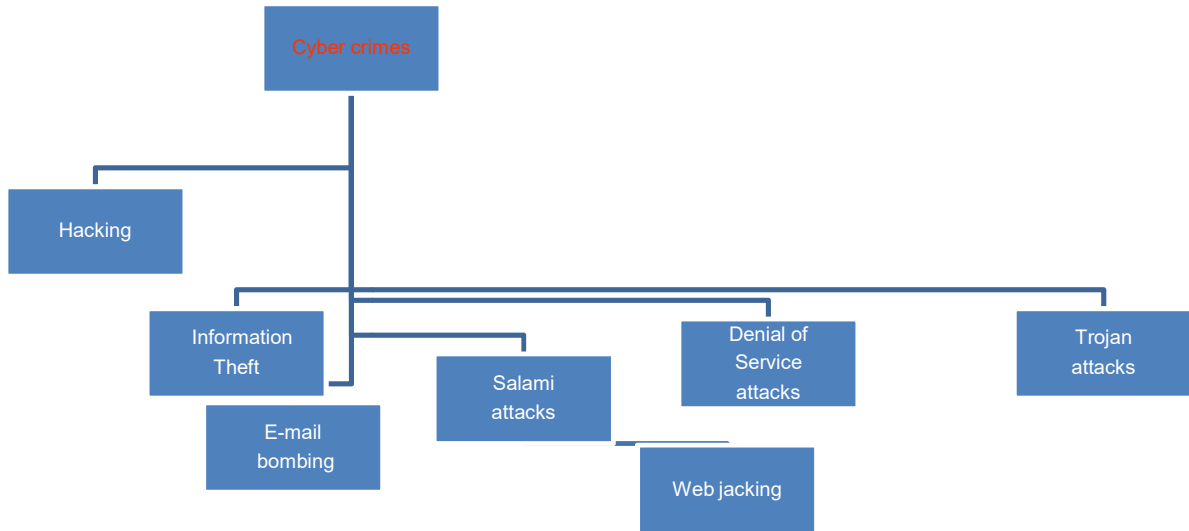 Cyber crimes
Hacking
Information
Theft
E-mail
bombing
Salami
attacks
Denial of
Service
attacks
Web jacking
Trojan
attacks